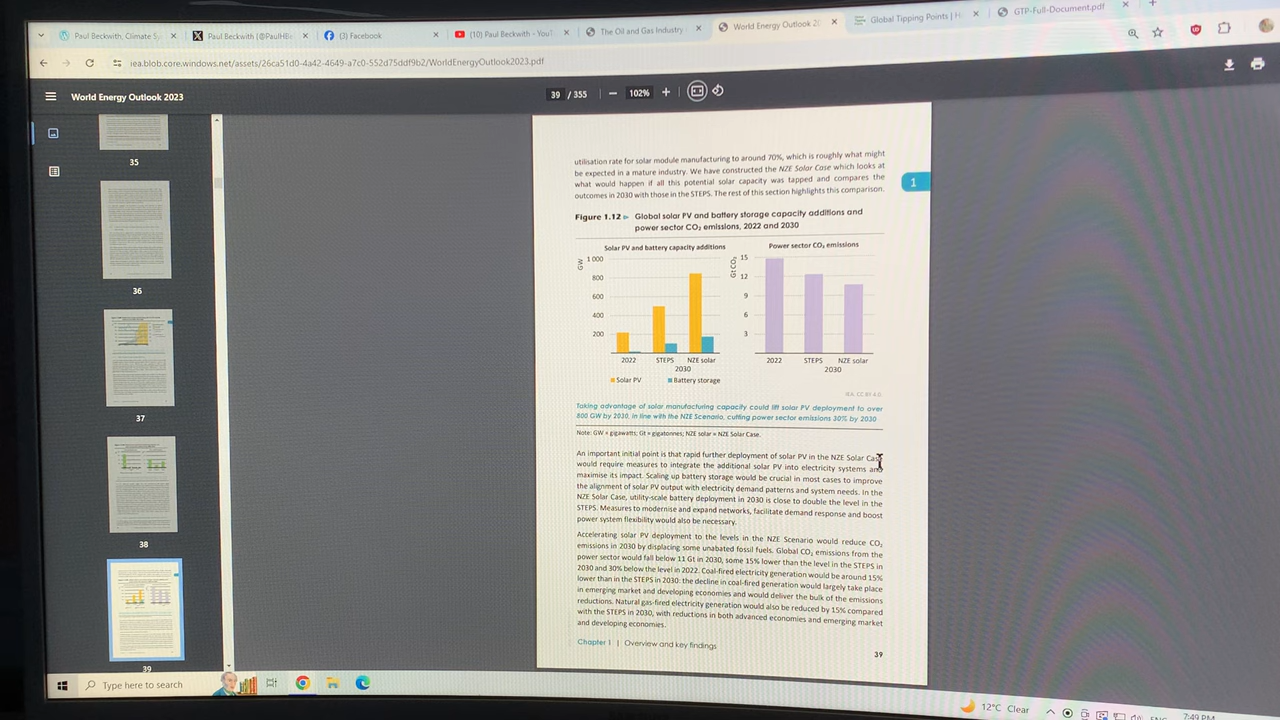 Paul Beckwith, Climate Sy
Paul Beckwith (@PaulHBe
(3) Facebook
(10) Paul Beckwith - YouT
The Oil and Gas Industry
World Energy Outlook 20
Global Tipping Points | H
GTP-Full-Document.pdf
iea.blob.core.windows.net/assets/26ca51d0-4a42-4649-a7c0-552d75ddf9b2/WorldEnergyOutlook2023.pdf
World Energy Outlook 2023
39 / 355
102%
35
36
37
38
39
utilisation rate for solar module manufacturing to around 70%, which is roughly what might
be expected in a mature industry. We have constructed the NZE Solar Case which looks at
what would happen if all this potential solar capacity was tapped and compares the
outcomes in 2030 with those in the STEPS. The rest of this section highlights this comparison.
1
Figure 1.12 Global solar PV and battery storage capacity additions and
power sector CO₂ emissions, 2022 and 2030
Solar PV and battery capacity additions
GW
1 000
800
600
400
200
2022 STEPS NZE solar
2030
Solar PV Battery storage
Power sector CO₂ emissions
Gt CO₂
15
12
9
6
3
2022 STEPS NZE solar
2030
IEA. CC BY 4.0.
Taking advantage of solar manufacturing capacity could lift solar PV deployment to over
800 GW by 2030, in line with the NZE Scenario, cutting power sector emissions 30% by 2030
Note: GW = gigawatts; Gt = gigatonnes; NZE solar = NZE Solar Case.
An important initial point is that rapid further deployment of solar PV in the NZE Solar Case
would require measures to integrate the additional solar PV into electricity systems and
maximise its impact. Scaling up battery storage would be crucial in most cases to improve
the alignment of solar PV output with electricity demand patterns and system needs. In the
NZE Solar Case, utility-scale battery deployment in 2030 is close to double the level in the
STEPS. Measures to modernise and expand networks, facilitate demand response and boost
power system flexibility would also be necessary.
Accelerating solar PV deployment to the levels in the NZE Scenario would reduce CO₂
emissions in 2030 by displacing some unabated fossil fuels. Global CO₂ emissions from the
power sector would fall below 11 Gt in 2030, some 15% lower than the level in the STEPS in
2030 and 30% below the level in 2022. Coal-fired electricity generation would be around 15%
lower than in the STEPS in 2030: the decline in coal-fired generation would largely take place
in emerging market and developing economies and would deliver the bulk of the emissions
reductions. Natural gas-fired electricity generation would also be reduced by 15% compared
with the STEPS in 2030, with reductions in both advanced economies and emerging market
and developing economies.
Chapter 1 | Overview and key findings
39
Type here to search
12°C Clear
ENG
7:49 PM